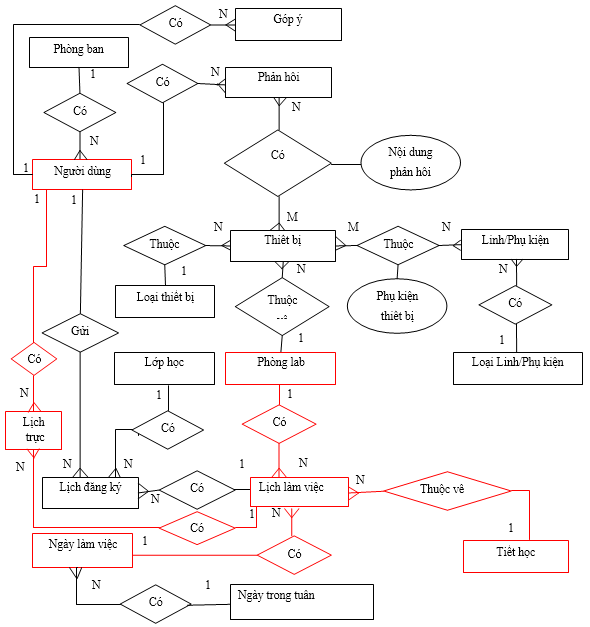 Có
N
Góp ý
1
Phòng ban
1
Có
N
Có
N
Phản hồi
N
Người dùng
1
1
1
1
Có
Nội dung
phản hồi
M
Thuộc
N
Thiết bị
M
Thuộc
N
Linh/Phụ kiện
1
Loại thiết bị
N
Thuộc
1
Phụ kiện
thiết bị
N
Có
1
Loại Linh/Phụ kiện
Gửi
Có
N
Lớp học
1
Phòng lab
1
Có
N
Lịch
trực
N
Có
N
N
Lịch đăng ký
N
Có
1
Lịch làm việc
N
Thuộc về
1
Tiết học
Có
1
N
Ngày làm việc
1
Có
N
Có
1
Ngày trong tuần